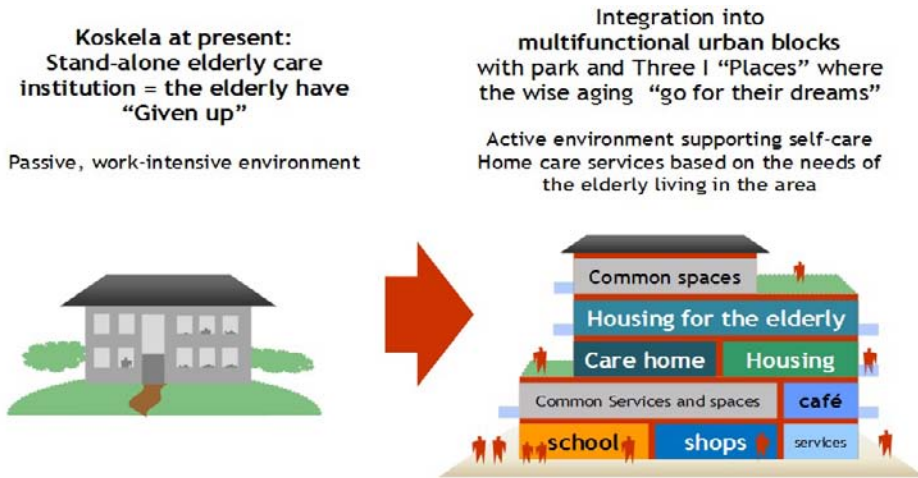 Koskela at present:
Stand-alone elderly care
institution = the elderly have
“Given up”
Passive, work-intensive environment
Integration into
multifunctional urban blocks
with park and Three I “Places” where
the wise aging “go for their dreams”
Active environment supporting self-care
Home care services based on the needs of
the elderly living in the area
Common spaces
Housing for the elderly
Care home
Housing
Common Services and spaces
café
school
shops
services